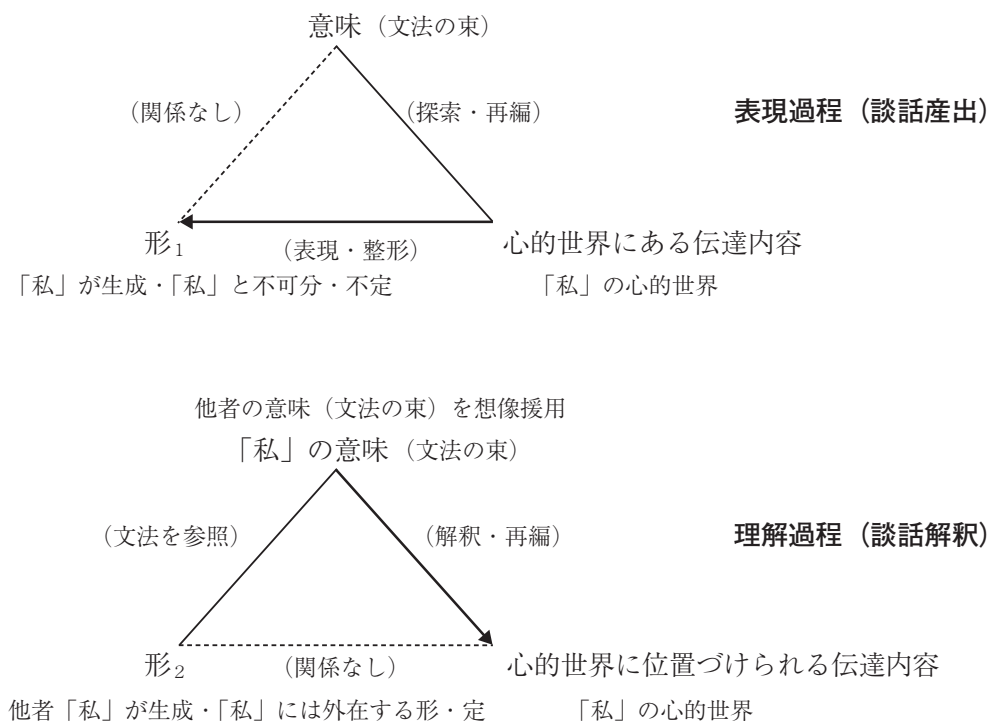 意味（文法の束）
（関係なし）
（探索・再編）
表現過程（談話産出）
形1
（表現・整形）
心的世界にある伝達内容
「私」が生成・「私」と不可分・不定
「私」の心的世界
他者の意味（文法の束）を想像援用
「私」の意味（文法の束）
（文法を参照）
（解釈・再編）
理解過程（談話解釈）
形2
（関係なし）
心的世界に位置づけられる伝達内容
他者「私」が生成・「私」には外在する形・定
「私」の心的世界